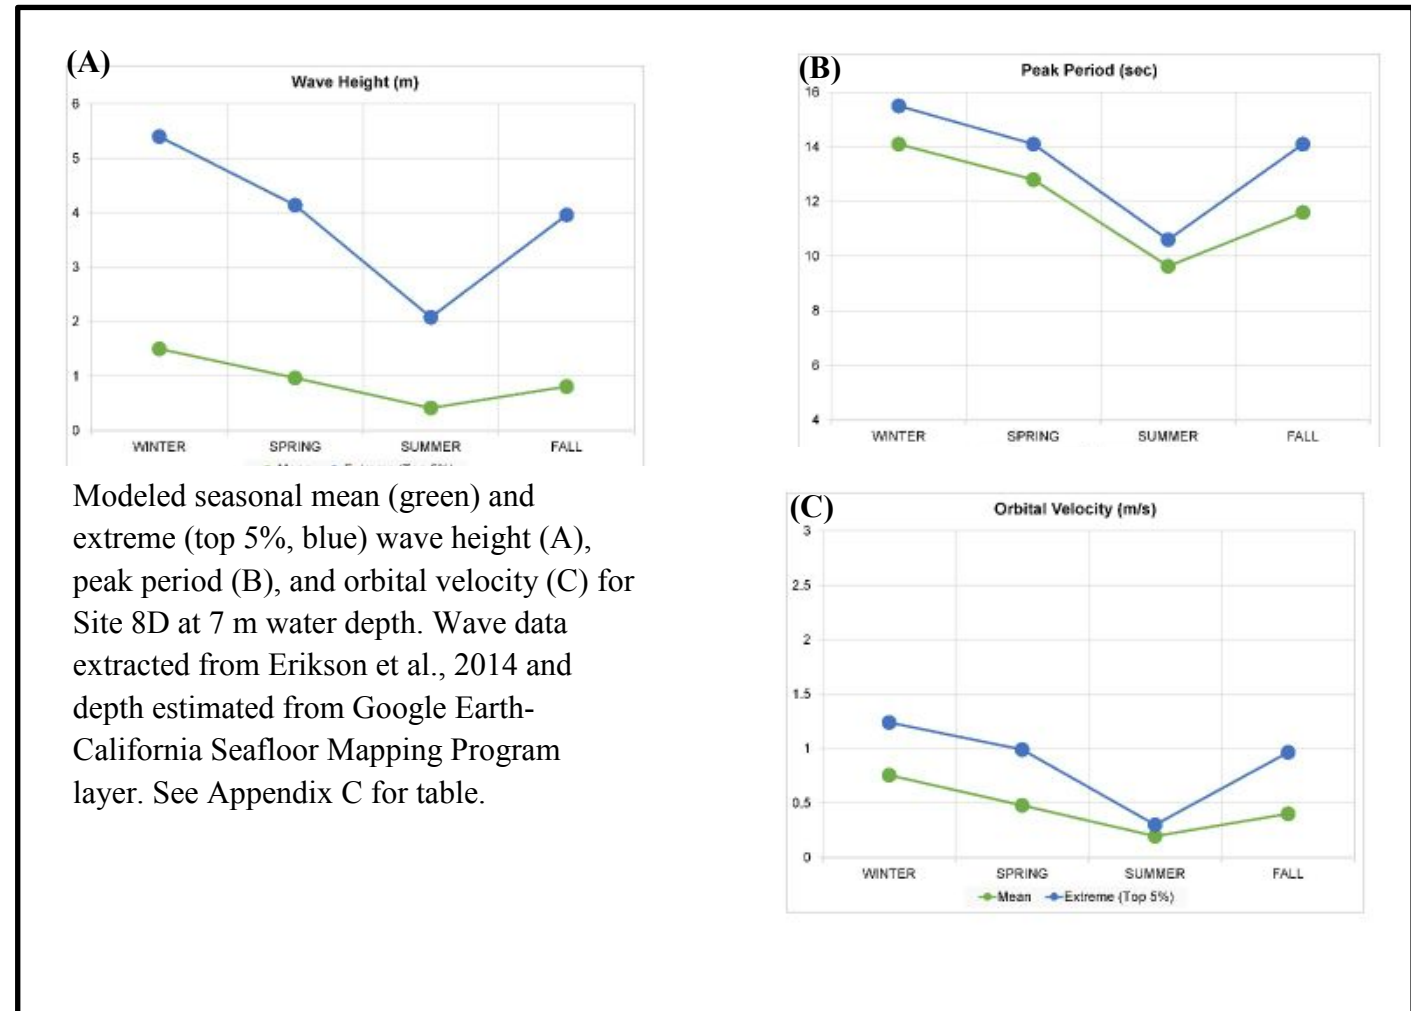 (A)
Wave Height (m)
6
5
4
3
2
1
0
WINTER SPRING SUMMER FALL
Modeled seasonal mean (green) and
extreme (top 5%, blue) wave height (A),
peak period (B), and orbital velocity (C) for
Site 8D at 7 m water depth. Wave data
extracted from Erikson et al., 2014 and
depth estimated from Google Earth-
California Seafloor Mapping Program
layer. See Appendix C for table.
(B)
Peak Period (sec)
16
14
12
10
8
6
4
WINTER SPRING SUMMER FALL
(C)
Orbital Velocity (m/s)
3
2.5
2
1.5
1
0.5
0
WINTER SPRING SUMMER FALL
Mean Extreme (Top 5%)